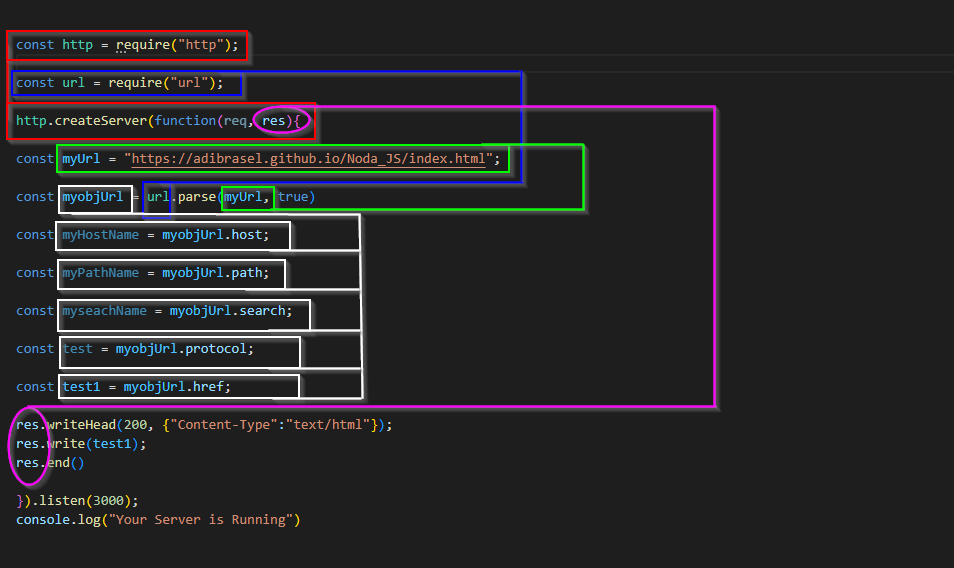 const http = require("http");
const url = require("url");
http.createServer(function(req, res){
const myUrl = "https://adibrasel.github.io/Noda_JS/index.html";
const myobjUrl = url.parse(myUrl, true)
const myHostName = myobjUrl.host;
const myPathName = myobjUrl.path;
const myseachName = myobjUrl.search;
const test = myobjUrl.protocol;
const test1 = myobjUrl.href;
res.writeHead(200, {"Content-Type":"text/html"});
res.write(test1);
res.end()
}).listen(3000);
console.log("Your Server is Running")